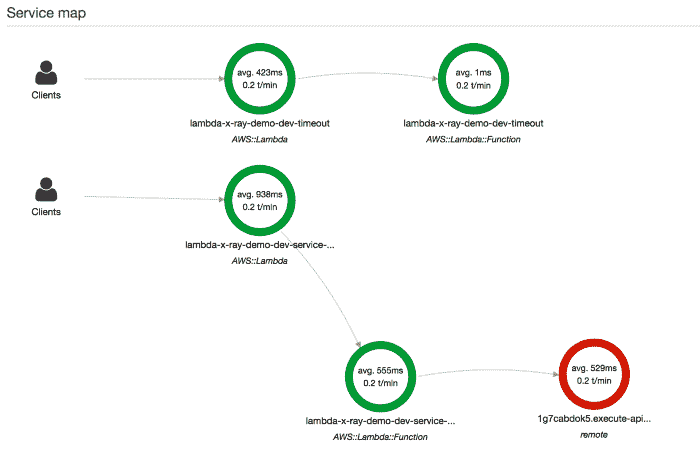 Service map
Clients
avg. 423ms
0.2 t/min
lambda-x-ray-demo-dev-timeout
AWS::Lambda
avg. 1ms
0.2 t/min
lambda-x-ray-demo-dev-timeout
AWS::Lambda::Function
Clients
avg. 938ms
0.2 t/min
lambda-x-ray-demo-dev-service-...
AWS::Lambda
avg. 555ms
0.2 t/min
lambda-x-ray-demo-dev-service-...
AWS::Lambda::Function
avg. 529ms
0.2 t/min
1g7cabdok5.execute-api...
remote